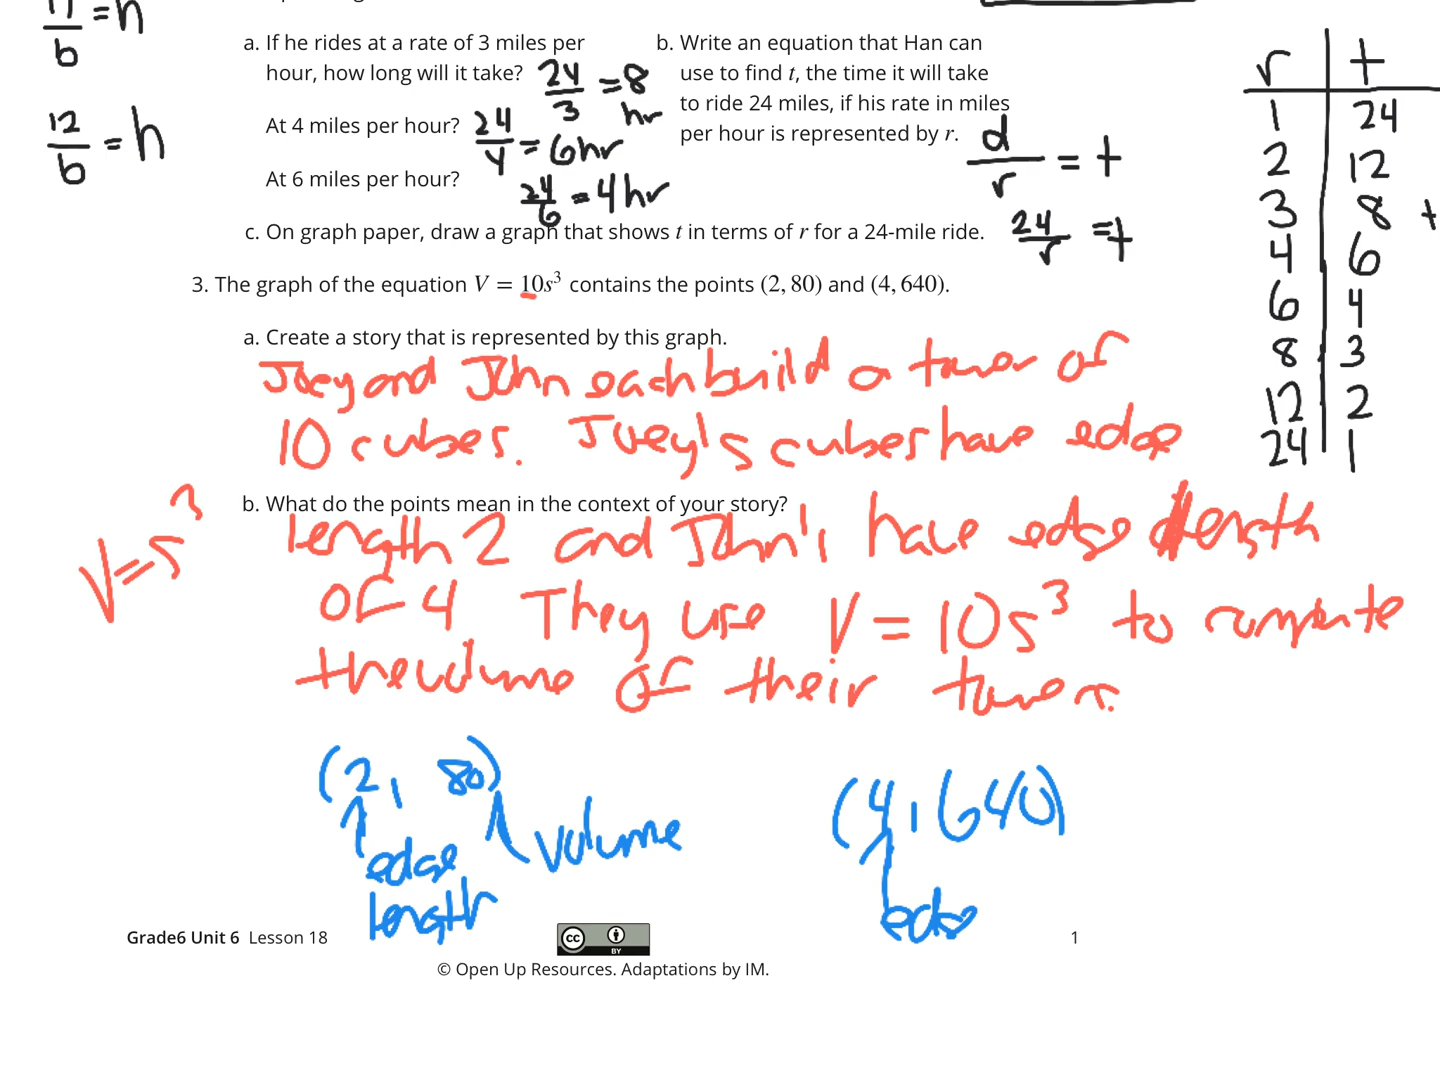 = h
b
12
b = h
a. If he rides at a rate of 3 miles per
hour, how long will it take? 24/3 = 8 hr
At 4 miles per hour? 24/4 = 6hr
At 6 miles per hour? 24/6 = 4hr
b. Write an equation that Han can
use to find t, the time it will take
to ride 24 miles, if his rate in miles
per hour is represented by r. d/r = t
24/r = t
c. On graph paper, draw a graph that shows t in terms of r for a 24-mile ride.
r t
1 24
2 12
3 8 t
4 6
6 4
8 3
12 2
24 1
3. The graph of the equation V = 10s³ contains the points (2, 80) and (4, 640).
a. Create a story that is represented by this graph.
Joey and John each build a tower of
10 cubes. Joey's cubes have edge
b. What do the points mean in the context of your story?
length 2 and John's have edge length
of 4 They use V = 10s³ to compute
the volume of their tower.
V=s³
(2, 80)
edge
length
volume
(4, 640)
edge
Grade6 Unit 6 Lesson 18
cc
BY
1
© Open Up Resources. Adaptations by IM.